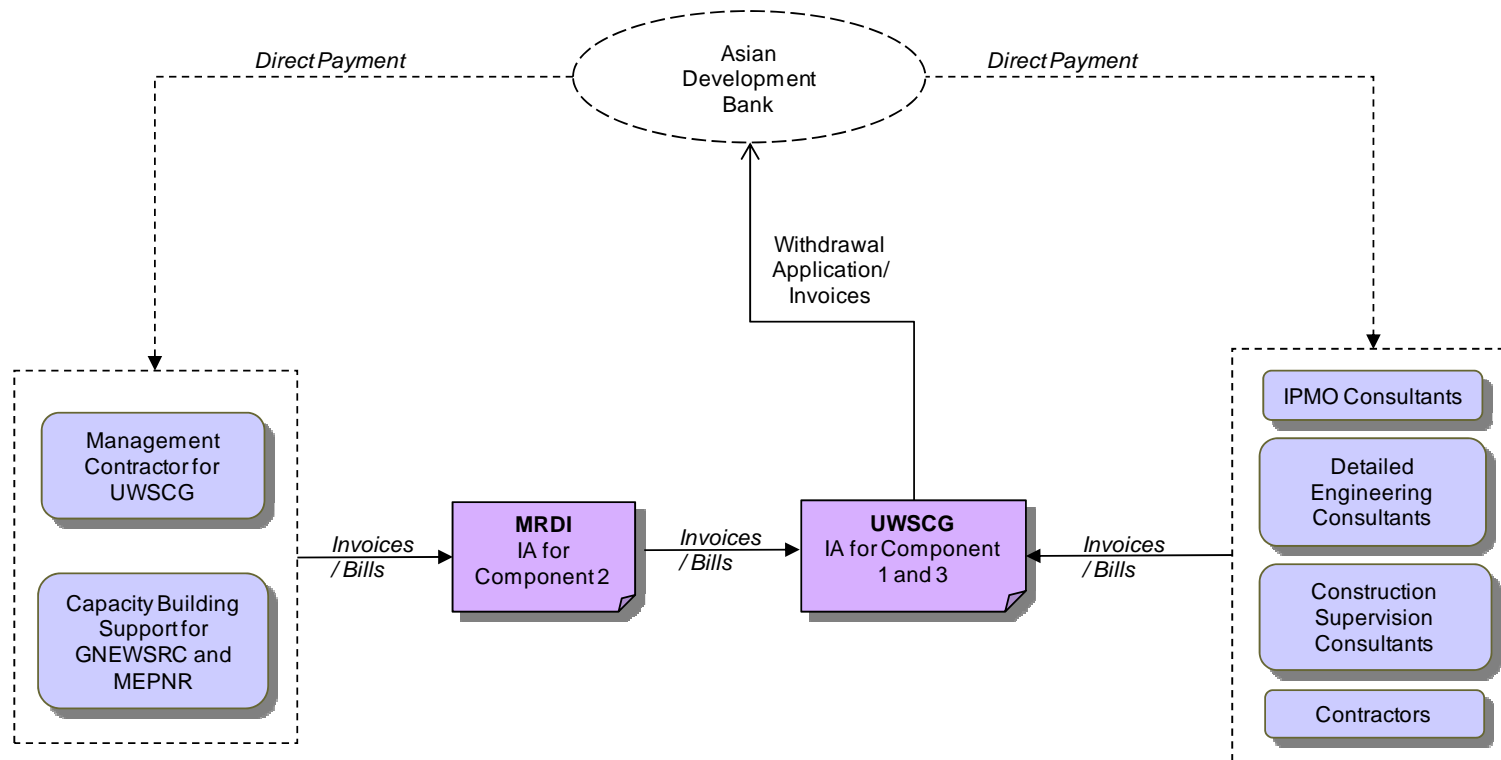 Direct Payment
Asian
Development
Bank
Direct Payment
Withdrawal
Application/
Invoices
Management
Contractor for
UWSCG
Capacity Building
Support for
GNEWSRC and
MEPNR
Invoices
/ Bills
MRDI
IA for
Component 2
Invoices
/ Bills
UWSCG
IA for Component
1 and 3
Invoices
/ Bills
IPMO Consultants
Detailed
Engineering
Consultants
Construction
Supervision
Consultants
Contractors